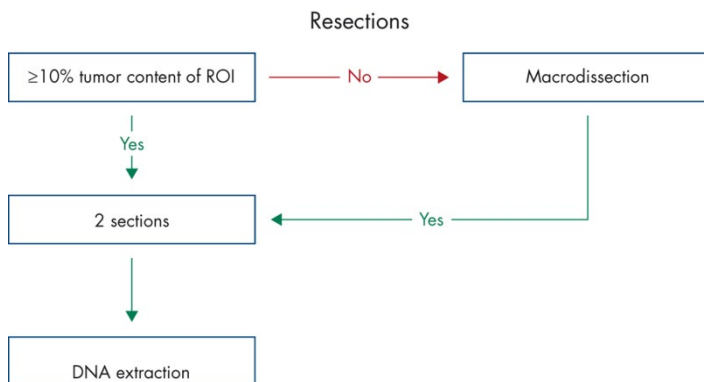 Resections
≥10% tumor content of ROI
No
Macrodissection
Yes
2 sections
Yes
DNA extraction